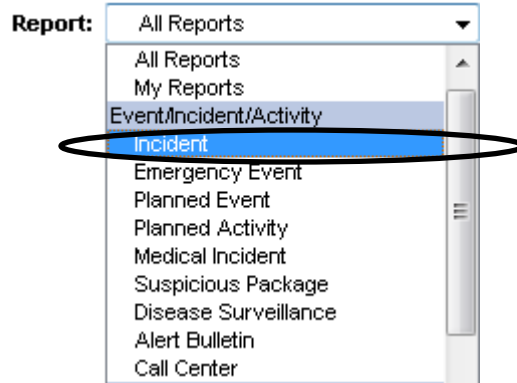 Report: All Reports
All Reports
My Reports
Event/Incident/Activity
Incident
Emergency Event
Planned Event
Planned Activity
Medical Incident
Suspicious Package
Disease Surveillance
Alert Bulletin
Call Center